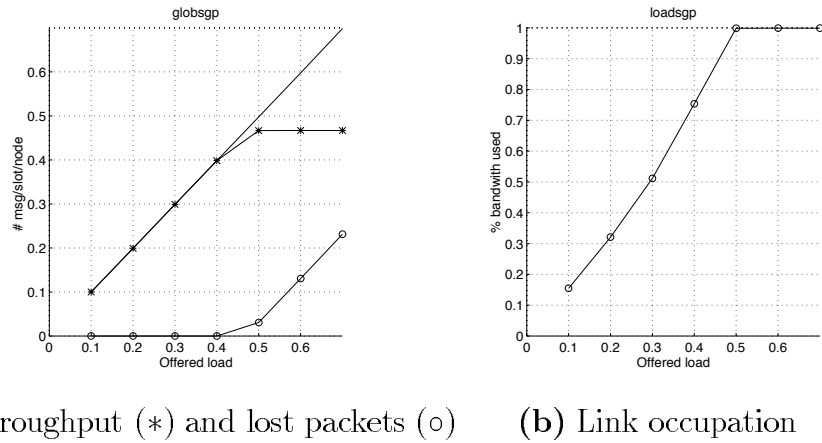 globsgp
0.6
0.5
0.4
0.3
0.2
0.1
0
# msg/slot/node
0 0.1 0.2 0.3 0.4 0.5 0.6
Offered load
loadsgp
1
0.9
0.8
0.7
0.6
0.5
0.4
0.3
0.2
0.1
0
% bandwith used
0 0.1 0.2 0.3 0.4 0.5 0.6 0.7
Offered load
roughput (∗) and lost packets (○)
(b) Link occupation